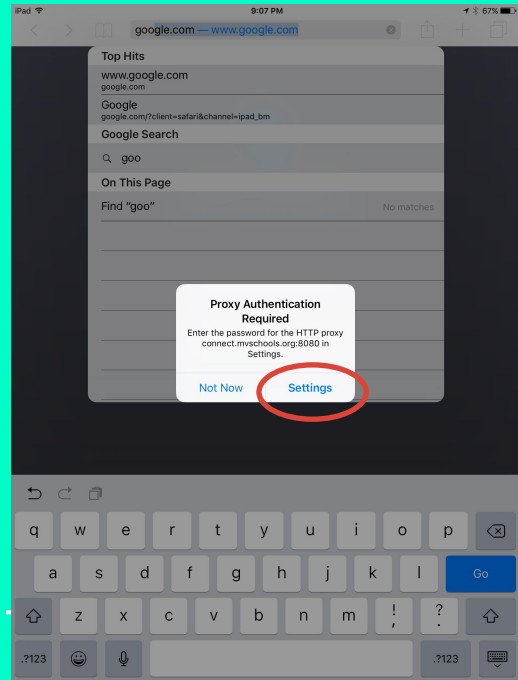 iPad 9:07 PM 67%
google.com — www.google.com
Top Hits
www.google.com
google.com
Google
google.com/?client=safari&channel=ipad_bm
Google Search
goo
On This Page
Find "goo" No matches
Proxy Authentication
Required
Enter the password for the HTTP proxy
connect.mvschools.org:8080 in
Settings.
Not Now Settings
q w e r t y u i o p
a s d f g h j k l Go
z x c v b n m ! , ? .
.?123 .?123